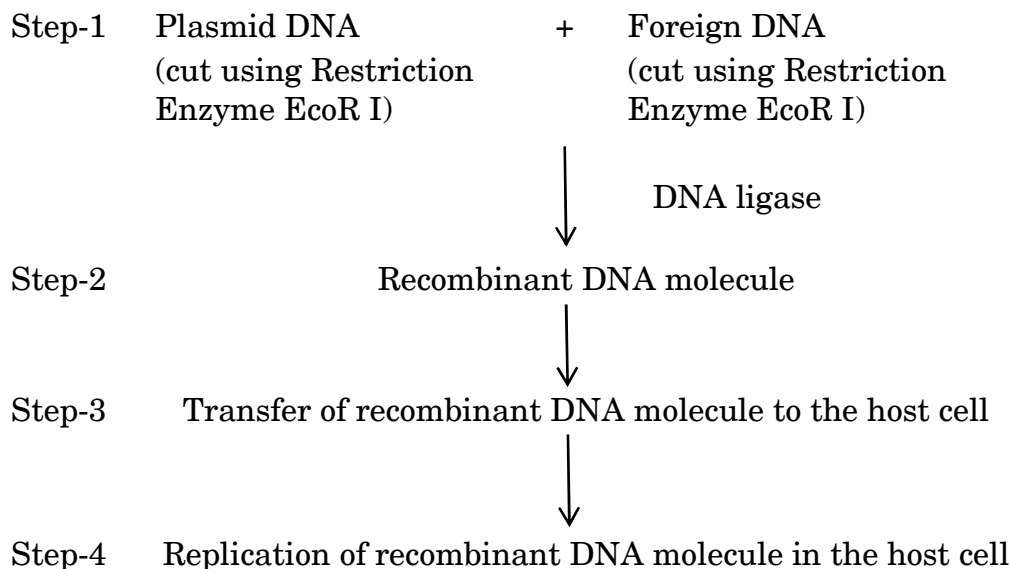 Step-1 Plasmid DNA + Foreign DNA
(cut using Restriction (cut using Restriction
Enzyme EcoR I) Enzyme EcoR I)
DNA ligase
Step-2 Recombinant DNA molecule
Step-3 Transfer of recombinant DNA molecule to the host cell
Step-4 Replication of recombinant DNA molecule in the host cell